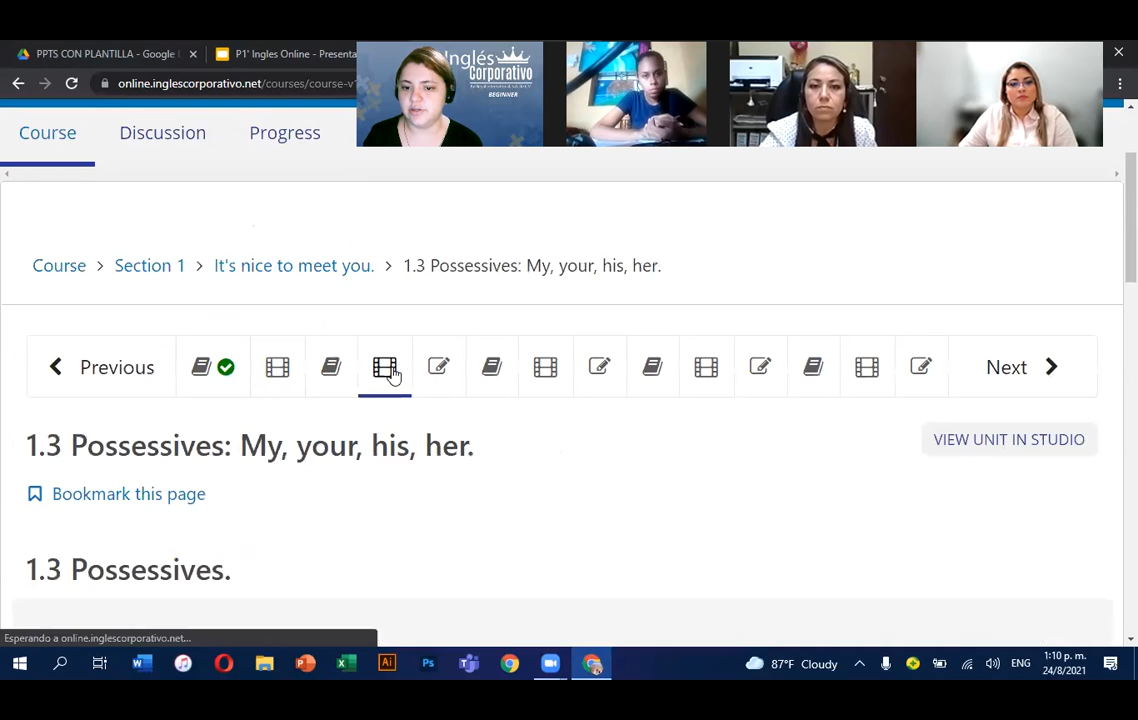 PPTS CON PLANTILLA - Google
P1' Ingles Online - Presenta
online.inglescorporativo.net/courses/course-v
Inglés
Corporativo
BEGINNER
Course
Discussion
Progress
Course > Section 1 > It's nice to meet you. > 1.3 Possessives: My, your, his, her.
Previous
Next
1.3 Possessives: My, your, his, her.
VIEW UNIT IN STUDIO
Bookmark this page
1.3 Possessives.
Esperando a online.inglescorporativo.net...
87°F Cloudy
ENG
1:10 p. m.
24/8/2021